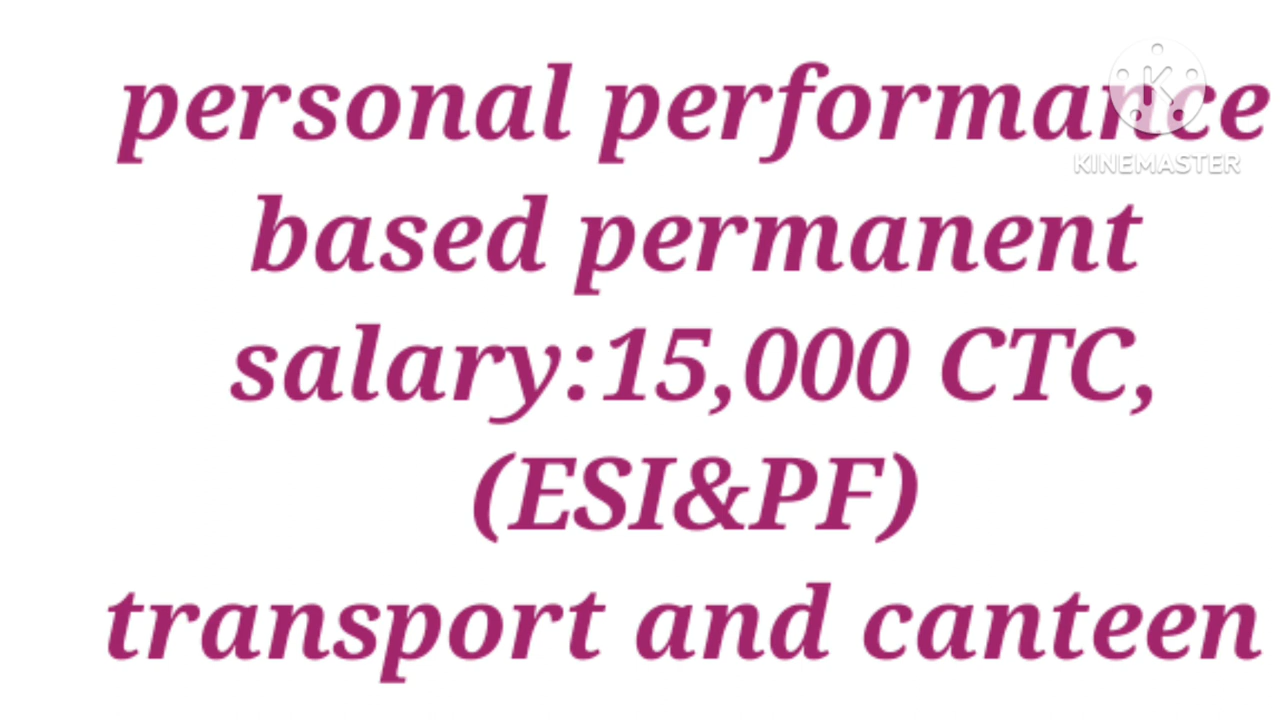 personal performance
KINEMASTER
based permanent
salary:15,000 CTC,
(ESI&PF)
transport and canteen